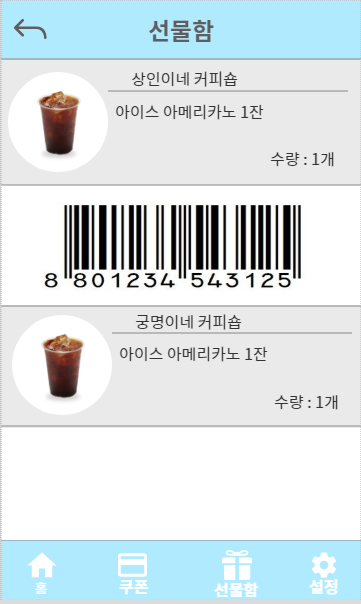 선물함
상인이네 커피숍
아이스 아메리카노 1잔
수량 : 1개
8 801234 543125
궁명이네 커피숍
아이스 아메리카노 1잔
수량 : 1개
홈 쿠폰 선물함 설정